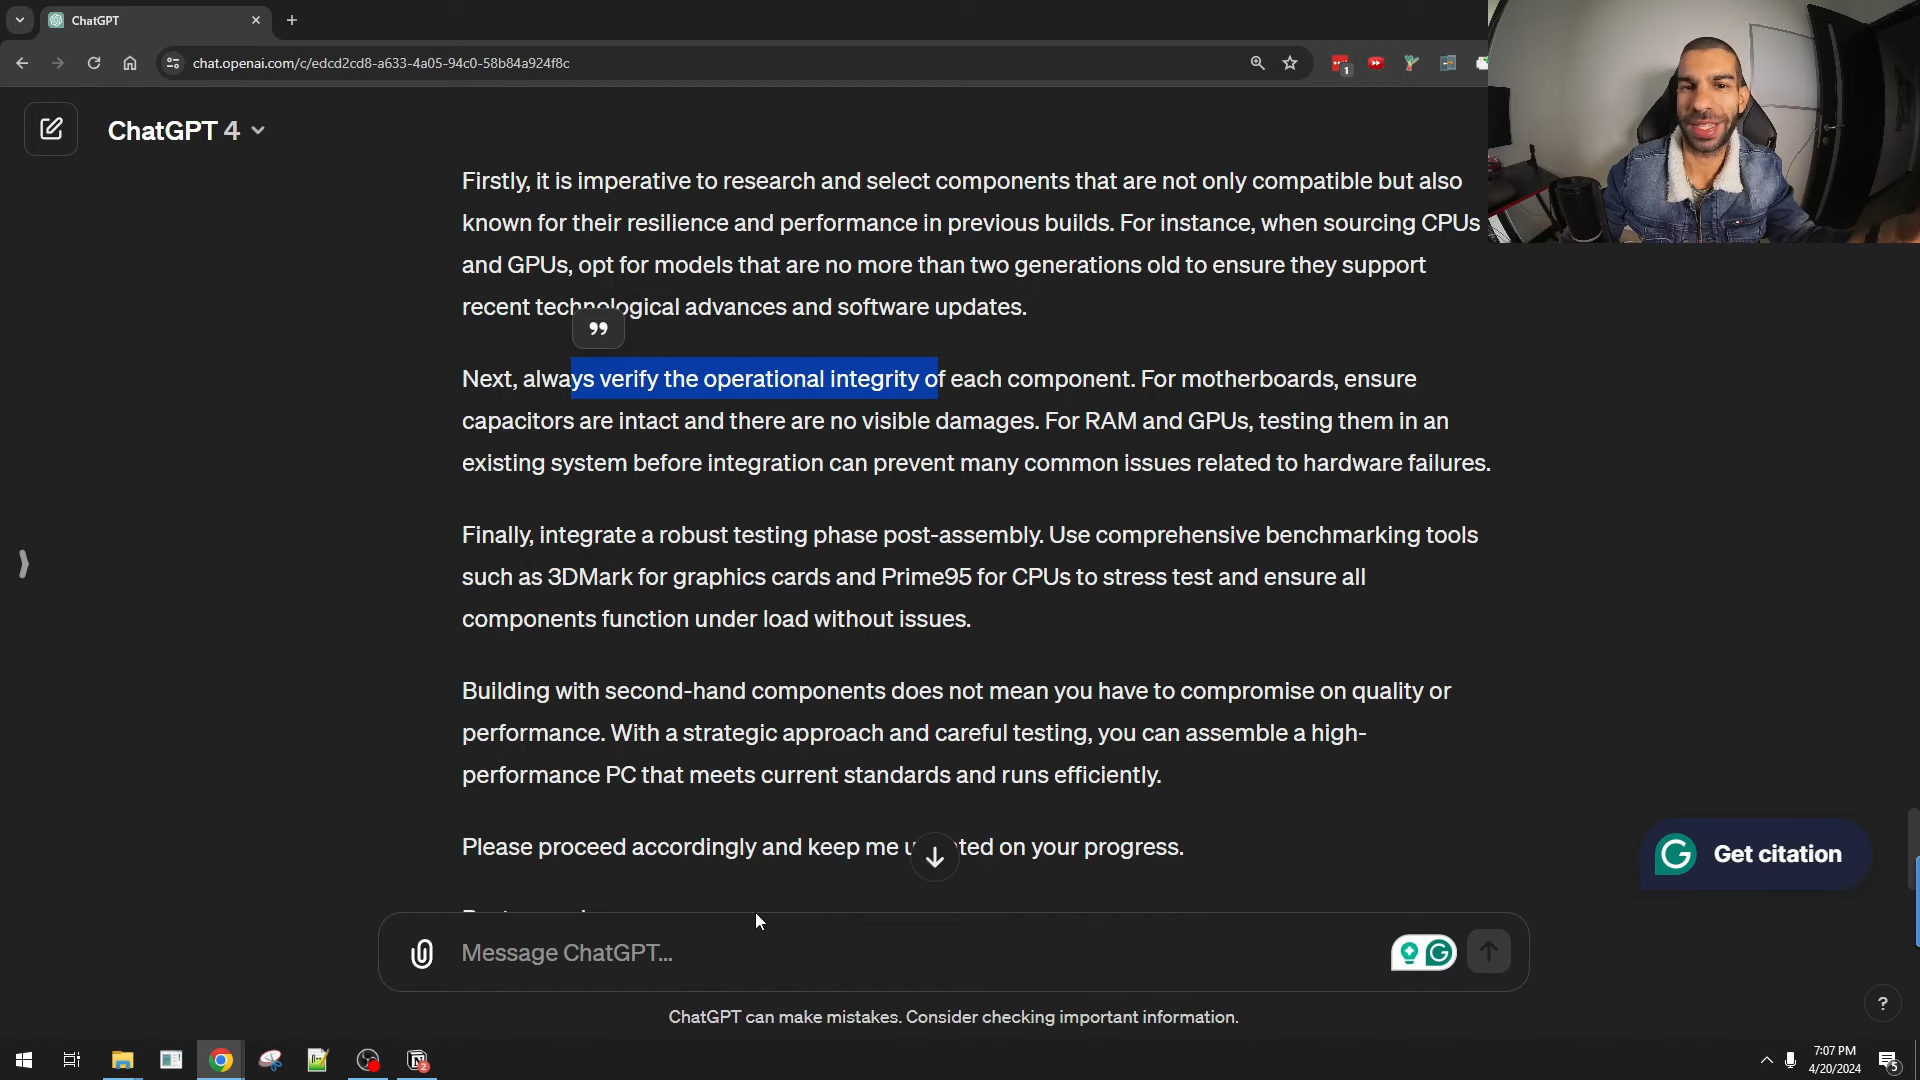 ChatGPT
chat.openai.com/c/edcd2cd8-a633-4a05-94c0-58b84a924f8c
1
ChatGPT 4
Firstly, it is imperative to research and select components that are not only compatible but also
known for their resilience and performance in previous builds. For instance, when sourcing CPUs
and GPUs, opt for models that are no more than two generations old to ensure they support
recent technological advances and software updates.
Next, always verify the operational integrity of each component. For motherboards, ensure
capacitors are intact and there are no visible damages. For RAM and GPUs, testing them in an
existing system before integration can prevent many common issues related to hardware failures.
Finally, integrate a robust testing phase post-assembly. Use comprehensive benchmarking tools
such as 3DMark for graphics cards and Prime95 for CPUs to stress test and ensure all
components function under load without issues.
Building with second-hand components does not mean you have to compromise on quality or
performance. With a strategic approach and careful testing, you can assemble a high-
performance PC that meets current standards and runs efficiently.
Please proceed accordingly and keep me updated on your progress.
Get citation
Message ChatGPT...
ChatGPT can make mistakes. Consider checking important information.
?
7:07 PM
4/20/2024
2
5